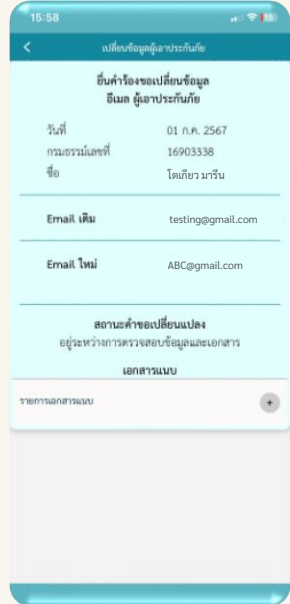 15:58
15
เปลี่ยนข้อมูลผู้เอาประกันภัย
ยื่นคำร้องขอเปลี่ยนข้อมูล
อีเมล ผู้เอาประกันภัย
วันที่ 01 ก.ค. 2567
กรมธรรม์เลขที่ 16903338
ชื่อ โตเกียว มารีน
Email เดิม testing@gmail.com
Email ใหม่ ABC@gmail.com
สถานะคำขอเปลี่ยนแปลง
อยู่ระหว่างการตรวจสอบข้อมูลและเอกสาร
เอกสารแนบ
รายการเอกสารแนบ +